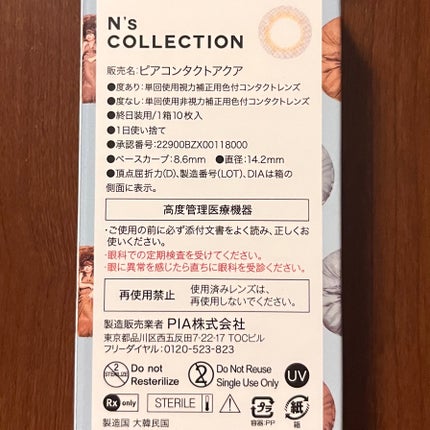 N's
COLLECTION
販売名:ピアコンタクトアクア
●度あり:単回使用視力補正用色付コンタクトレンズ
●度なし:単回使用非視力補正用色付コンタクトレンズ
●終日装用/1箱10枚入
●1日使い捨て
●承認番号:22900BZX00118000
●ベースカーブ:8.6mm ●直径:14.2mm
●頂点屈折力(D)、製造番号(LOT)、DIAは箱の
側面に表示。
高度管理医療機器
・ご使用の前に必ず添付文書をよく読み、正しくお
使いください。
・眼科での定期検査を受けてください。
・眼に異常を感じたら直ちに眼科を受診ください。
再使用禁止
使用済みレンズは、
再使用しないでください。
製造販売業者 PIA株式会社
東京都品川区西五反田7-22-17 TOCビル
フリーダイヤル:0120-523-823
2 STERILIZE Do not
Resterilize
2 Do Not Reuse
Single Use Only
UV
Rx only
STERILE
プラ
容器:PP
紙
箱
製造国 大韓民国